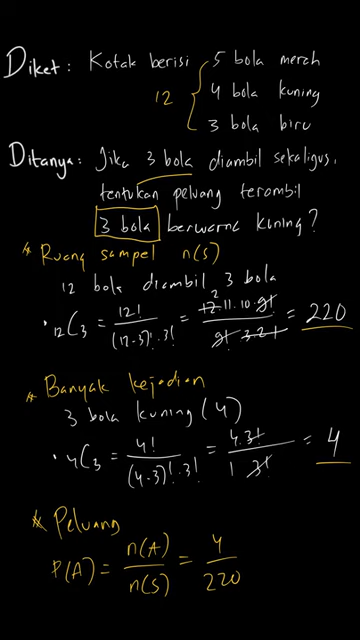 Diket: Kotak berisi 5 bola merah
12 4 bola kuning
3 bola biru
Ditanya: Jika 3 bola diambil sekaligus,
tentukan peluang terambil
3 bola berwarna kuning?
* Ruang sampel n(s)
12 bola diambil 3 bola
• ₁₂C₃ = 12! / (12-3)! · 3! = 12².11.10.9! / 9! 3.2.1 = 220
* Banyak kejadian
3 bola kuning (4)
• ₄C₃ = 4! / (4-3)! · 3! = 4.3! / 1 3! = 4
* Peluang
P(A) = n(A) / n(S) = 4 / 220